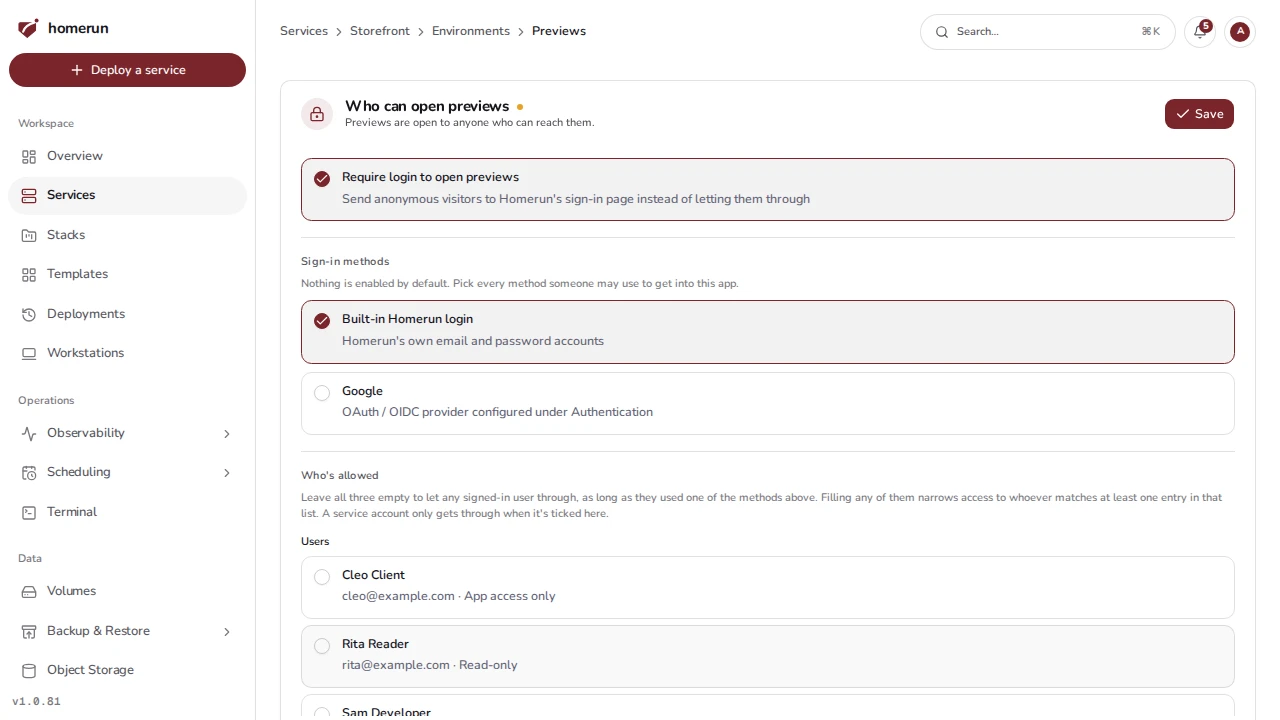 homerun
Services > Storefront > Environments > Previews
Search... ⌘K
5
A
Deploy a service
Workspace
Overview
Services
Stacks
Templates
Deployments
Workstations
Operations
Observability
Scheduling
Terminal
Data
Volumes
Backup & Restore
Object Storage
v1.0.81
Who can open previews
Previews are open to anyone who can reach them.
Save
Require login to open previews
Send anonymous visitors to Homerun's sign-in page instead of letting them through
Sign-in methods
Nothing is enabled by default. Pick every method someone may use to get into this app.
Built-in Homerun login
Homerun's own email and password accounts
Google
OAuth / OIDC provider configured under Authentication
Who's allowed
Leave all three empty to let any signed-in user through, as long as they used one of the methods above. Filling any of them narrows access to whoever matches at least one entry in that
list. A service account only gets through when it's ticked here.
Users
Cleo Client
cleo@example.com · App access only
Rita Reader
rita@example.com · Read-only
Sam Developer